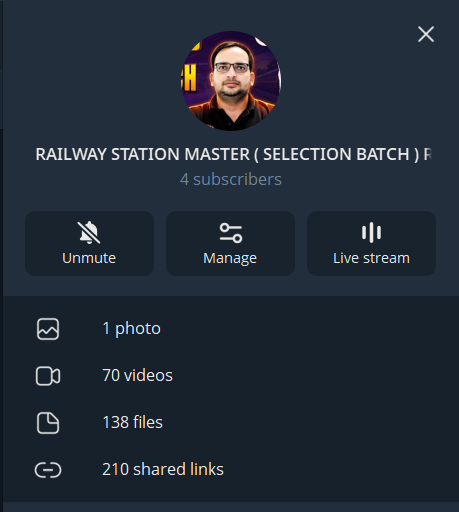 RAILWAY STATION MASTER ( SELECTION BATCH ) R
4 subscribers
Unmute
Manage
Live stream
1 photo
70 videos
138 files
210 shared links